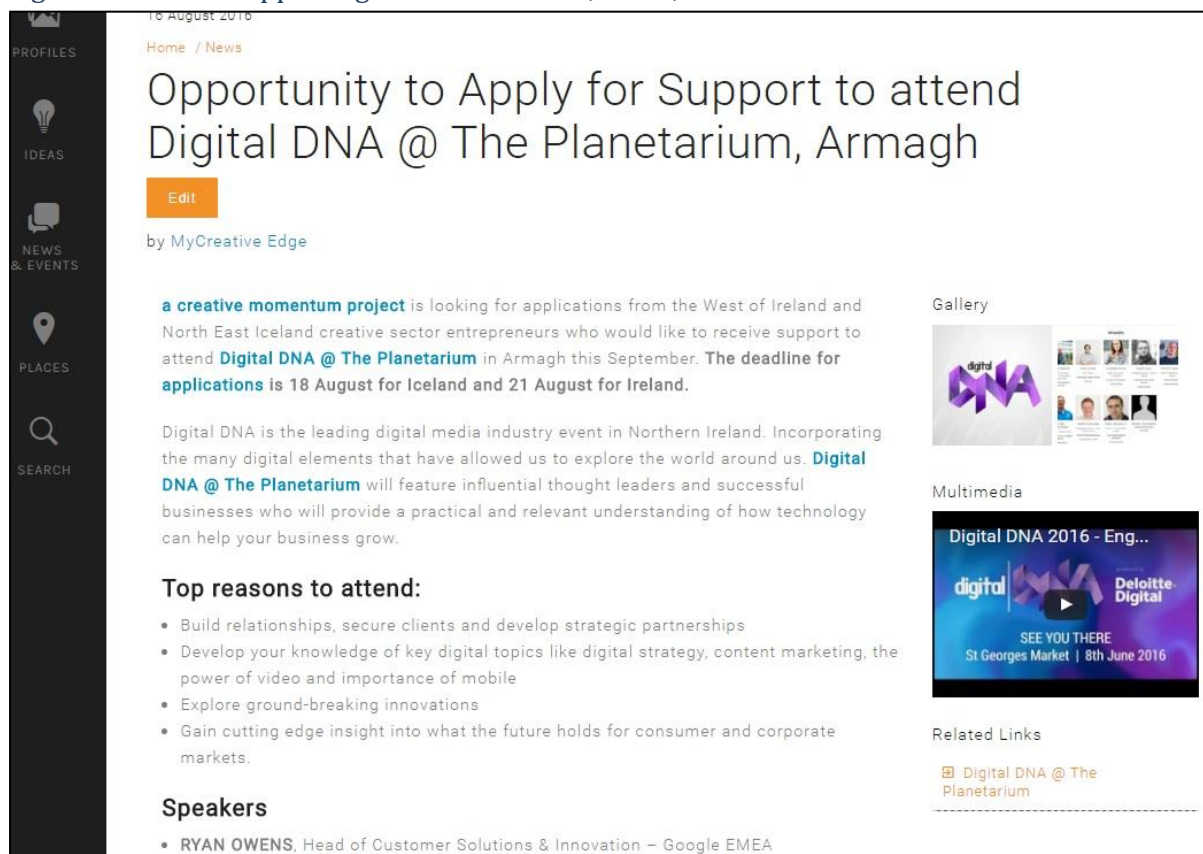 16 August 2016
PROFILES
IDEAS
NEWS
& EVENTS
PLACES
SEARCH
Home / News
Opportunity to Apply for Support to attend
Digital DNA @ The Planetarium, Armagh
Edit
by MyCreative Edge
a creative momentum project is looking for applications from the West of Ireland and
North East Iceland creative sector entrepreneurs who would like to receive support to
attend Digital DNA @ The Planetarium in Armagh this September. The deadline for
applications is 18 August for Iceland and 21 August for Ireland.
Digital DNA is the leading digital media industry event in Northern Ireland. Incorporating
the many digital elements that have allowed us to explore the world around us. Digital
DNA @ The Planetarium will feature influential thought leaders and successful
businesses who will provide a practical and relevant understanding of how technology
can help your business grow.
Top reasons to attend:
• Build relationships, secure clients and develop strategic partnerships
• Develop your knowledge of key digital topics like digital strategy, content marketing, the
power of video and importance of mobile
• Explore ground-breaking innovations
• Gain cutting edge insight into what the future holds for consumer and corporate
markets.
Speakers
• RYAN OWENS, Head of Customer Solutions & Innovation – Google EMEA
Gallery
digital
DNA
Multimedia
Digital DNA 2016 - Eng...
digital DNA
Deloitte.
Digital
SEE YOU THERE
St Georges Market | 8th June 2016
Related Links
Digital DNA @ The
Planetarium